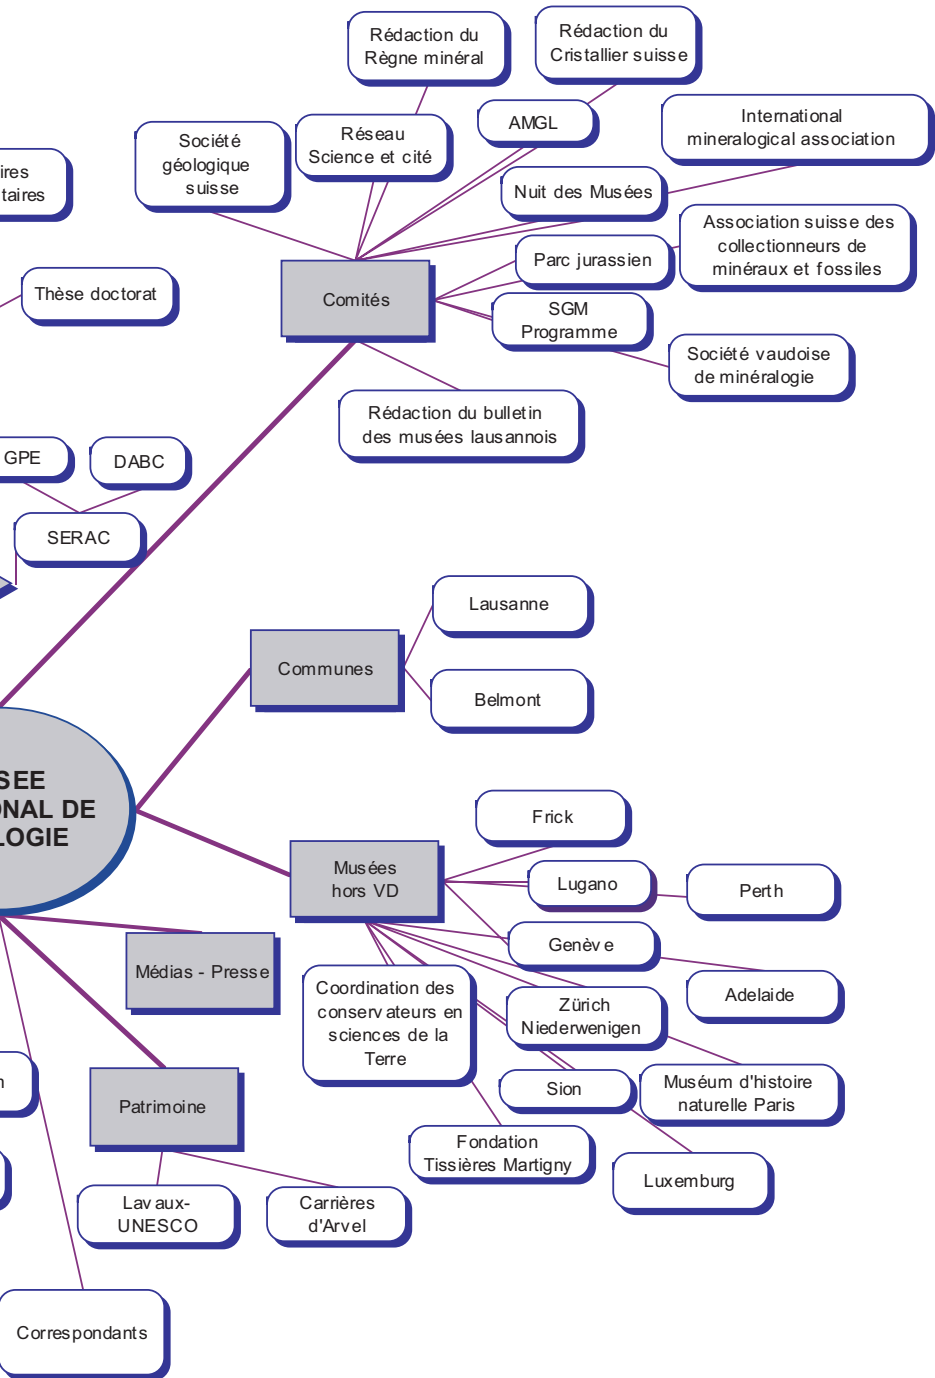 Rédaction du
Règne minéral
Rédaction du
Cristallier suisse
Société
géologique
suisse
Réseau
Science et cité
AMGL
International
mineralogical association
ires
taires
Nuit des Musées
Association suisse des
collectionneurs de
minéraux et fossiles
Parc jurassien
Thèse doctorat
Comités
SGM
Programme
Société vaudoise
de minéralogie
Rédaction du bulletin
des musées lausannois
GPE
DABC
SERAC
Lausanne
Communes
Belmont
SEE
ONAL DE
LOGIE
Frick
Musées
hors VD
Lugano
Perth
Genève
Médias - Presse
Coordination des
conservateurs en
sciences de la
Terre
Zürich
Niederwenigen
Adelaide
Sion
Muséum d'histoire
naturelle Paris
n
Patrimoine
Fondation
Tissières Martigny
Luxemburg
Lavaux-
UNESCO
Carrières
d'Arvel
Correspondants